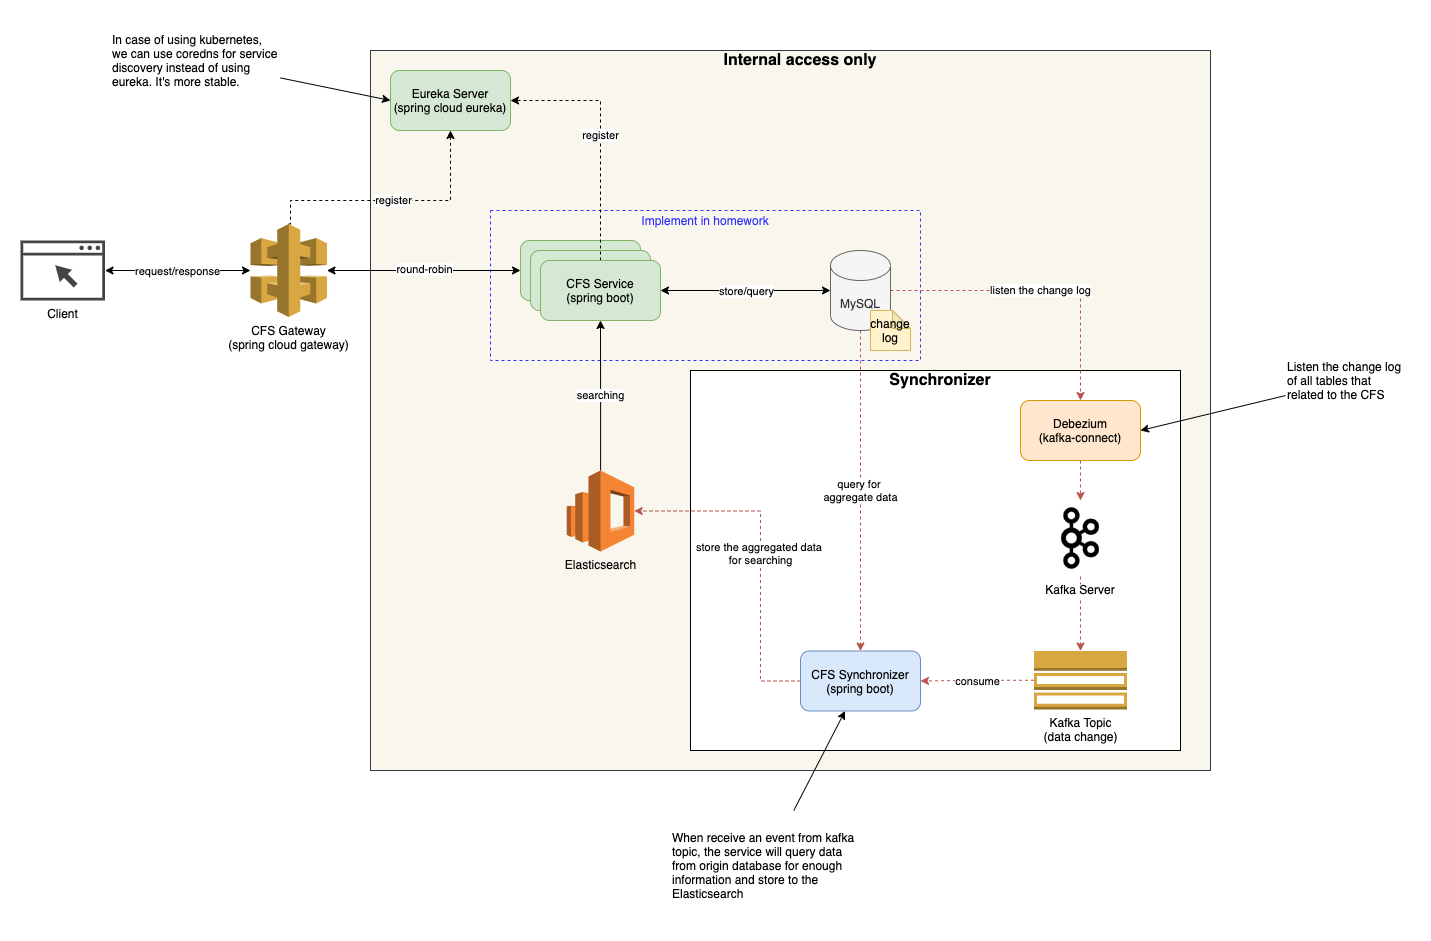 In case of using kubernetes,
we can use coredns for service
discovery instead of using
eureka. It's more stable.
Internal access only
Eureka Server
(spring cloud eureka)
register
register
Implement in homework
Client
request/response
CFS Gateway
(spring cloud gateway)
round-robin
CFS Service
(spring boot)
store/query
MySQL
change
log
listen the change log
searching
Synchronizer
Listen the change log
of all tables that
related to the CFS
Debezium
(kafka-connect)
query for
aggregate data
Elasticsearch
store the aggregated data
for searching
Kafka Server
CFS Synchronizer
(spring boot)
consume
Kafka Topic
(data change)
When receive an event from kafka
topic, the service will query data
from origin database for enough
information and store to the
Elasticsearch